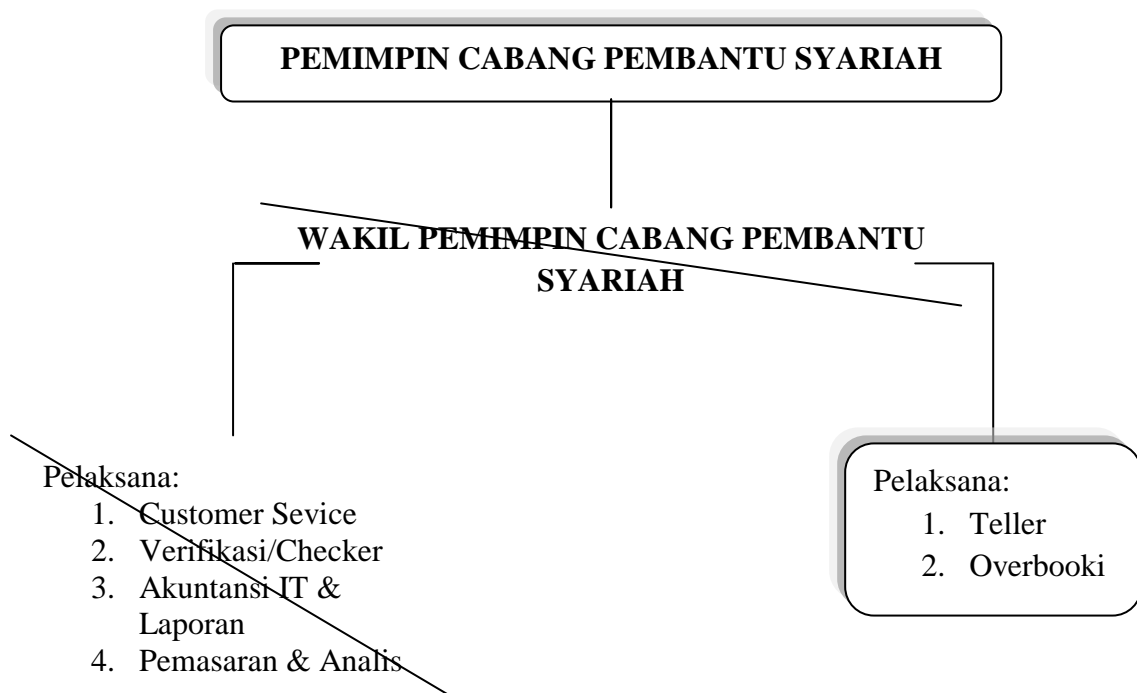 PEMIMPIN CABANG PEMBANTU SYARIAH
WAKIL PEMIMPIN CABANG PEMBANTU
SYARIAH
Pelaksana:
1. Customer Sevice
2. Verifikasi/Checker
3. Akuntansi IT &
Laporan
4. Pemasaran & Analis
Pelaksana:
1. Teller
2. Overbooki